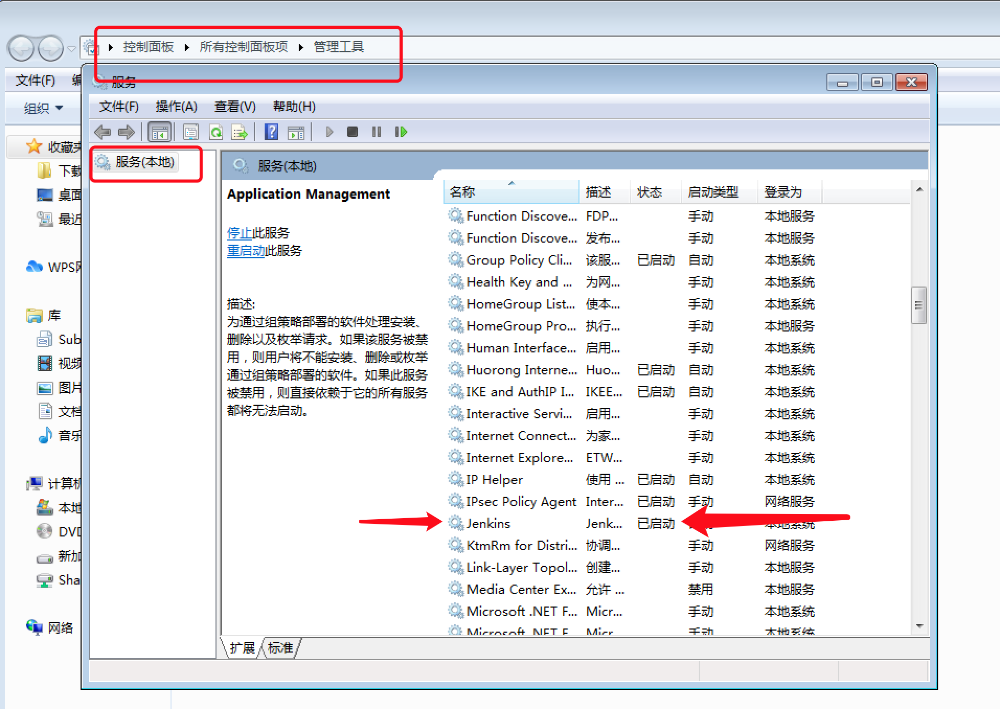 控制面板 所有控制面板项 管理工具
文件(F)
服务
组织
文件(F) 操作(A) 查看(V) 帮助(H)
收藏夹
下载
桌面
最近
WPS网
库
Sub
视频
图片
文档
音乐
计算机
本地
DVD
新加
Sha
网络
服务(本地)
服务(本地)
Application Management
停止此服务
重启动此服务
描述:
为通过组策略部署的软件处理安装、
删除以及枚举请求。如果该服务被禁
用，则用户将不能安装、删除或枚举
通过组策略部署的软件。如果此服务
被禁用，则直接依赖于它的所有服务
都将无法启动。
名称 描述 状态 启动类型 登录为
Function Discove... FDP... 手动 本地服务
Function Discove... 发布... 手动 本地服务
Group Policy Cli... 该服... 已启动 自动 本地系统
Health Key and ... 为网... 手动 本地系统
HomeGroup List... 使本... 手动 本地系统
HomeGroup Pro... 执行... 手动 本地服务
Human Interface... 启用... 手动 本地系统
Huorong Interne... Huo... 已启动 自动 本地系统
IKE and AuthIP I... IKEE... 已启动 自动 本地系统
Interactive Servi... 启用... 手动 本地系统
Internet Connect... 为家... 手动 本地系统
Internet Explore... ETW... 手动 本地系统
IP Helper 使用 ... 已启动 自动 本地系统
IPsec Policy Agent Inter... 已启动 手动 网络服务
Jenkins Jenk... 已启动 本地系统
KtmRm for Distri... 协调... 手动 网络服务
Link-Layer Topol... 创建... 手动 本地服务
Media Center Ex... 允许 ... 禁用 本地服务
Microsoft .NET F... Micr... 手动 本地系统
Microsoft .NET F... Micr... 手动 本地系统
扩展 标准